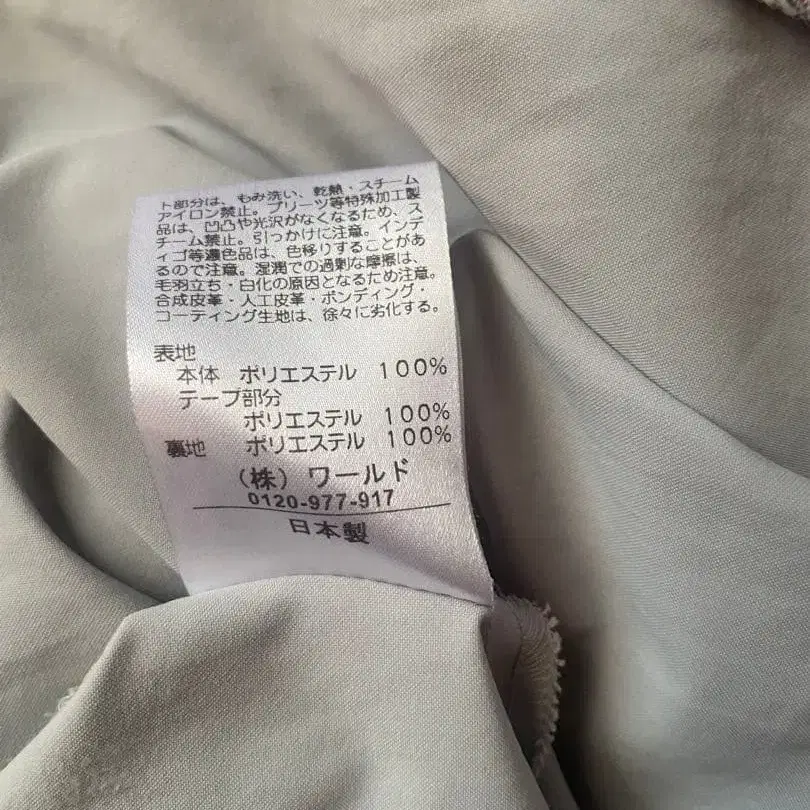 ト部分は、もみ洗い、乾熱・スチーム
アイロン禁止。プリーツ等特殊加工製
品は、凹凸や光沢がなくなるため、ス
チーム禁止。引っかけに注意。インデ
ィゴ等濃色品は、色移りすることがあ
るので注意。湿潤での過剰な摩擦は、
毛羽立ち・白化の原因となるため注意。
合成皮革・人工皮革・ボンディング・
コーティング生地は、徐々に劣化する。
表地
本体 ポリエステル 100%
テープ部分
ポリエステル 100%
裏地 ポリエステル 100%
(株) ワールド
0120-977-917
日本製